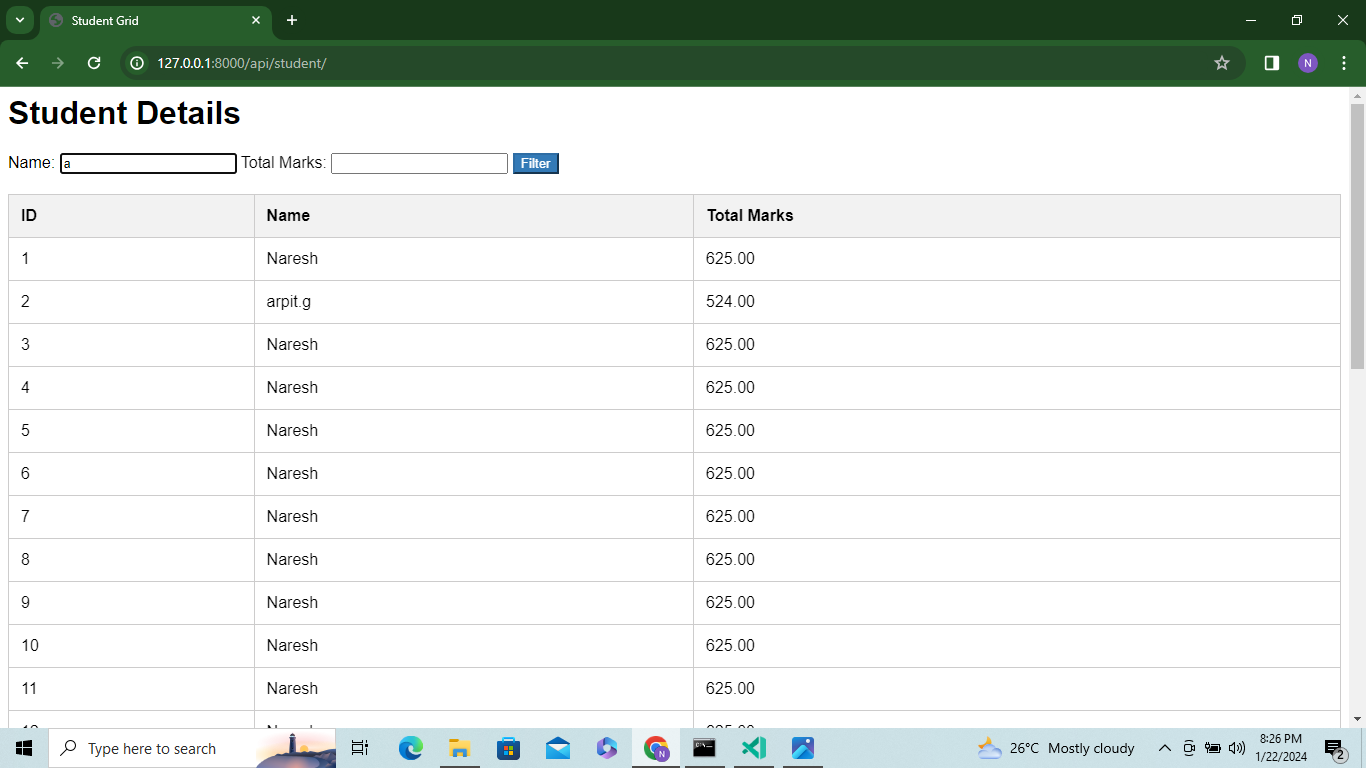 Student Grid
127.0.0.1:8000/api/student/
N
Student Details
Name: a Total Marks: Filter
ID Name Total Marks
1 Naresh 625.00
2 arpit.g 524.00
3 Naresh 625.00
4 Naresh 625.00
5 Naresh 625.00
6 Naresh 625.00
7 Naresh 625.00
8 Naresh 625.00
9 Naresh 625.00
10 Naresh 625.00
11 Naresh 625.00
Type here to search
N
26°C Mostly cloudy
8:26 PM
1/22/2024
2